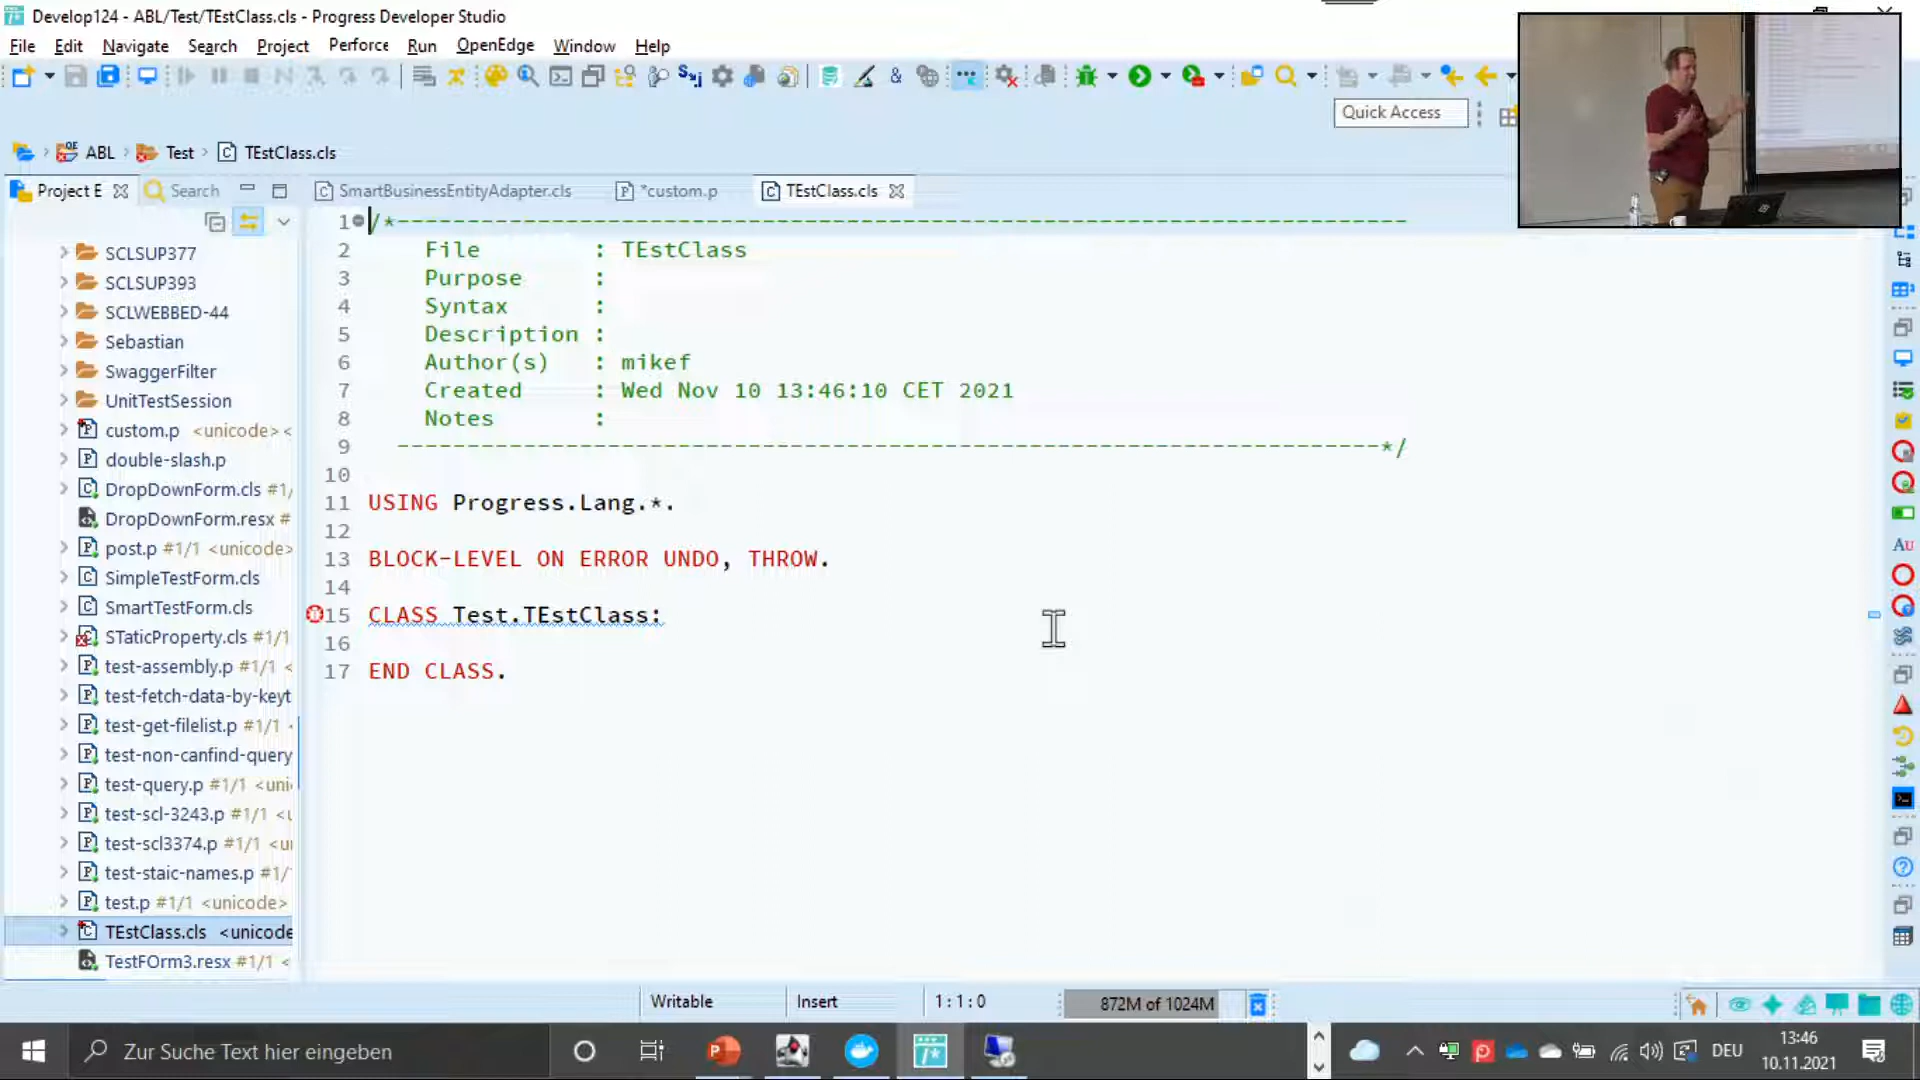 Develop124 - ABL/Test/TEstClass.cls - Progress Developer Studio
File Edit Navigate Search Project Perforce Run OpenEdge Window Help
Quick Access
ABL Test TEstClass.cls
Project E Search SmartBusinessEntityAdapter.cls *custom.p TEstClass.cls
SCLSUP377
SCLSUP393
SCLWEBBED-44
Sebastian
SwaggerFilter
UnitTestSession
custom.p <unicode> <
double-slash.p
DropDownForm.cls #1/
DropDownForm.resx #
post.p #1/1 <unicode>
SimpleTestForm.cls
SmartTestForm.cls
STaticProperty.cls #1/1
test-assembly.p #1/1 <
test-fetch-data-by-keyt
test-get-filelist.p #1/1
test-non-canfind-query
test-query.p #1/1 <uni
test-scl-3243.p #1/1 <u
test-scl3374.p #1/1 <u
test-staic-names.p #1/
test.p #1/1 <unicode>
TEstClass.cls <unicode
TestFOrm3.resx #1/1 <
1 /*------------------------------------------------------------------------
2 File : TEstClass
3 Purpose :
4 Syntax :
5 Description :
6 Author(s) : mikef
7 Created : Wed Nov 10 13:46:10 CET 2021
8 Notes :
9 ----------------------------------------------------------------------*/
10
11 USING Progress.Lang.*.
12
13 BLOCK-LEVEL ON ERROR UNDO, THROW.
14
15 CLASS Test.TEstClass:
16
17 END CLASS.
Writable Insert 1:1:0 872M of 1024M
Zur Suche Text hier eingeben
DEU
13:46
10.11.2021